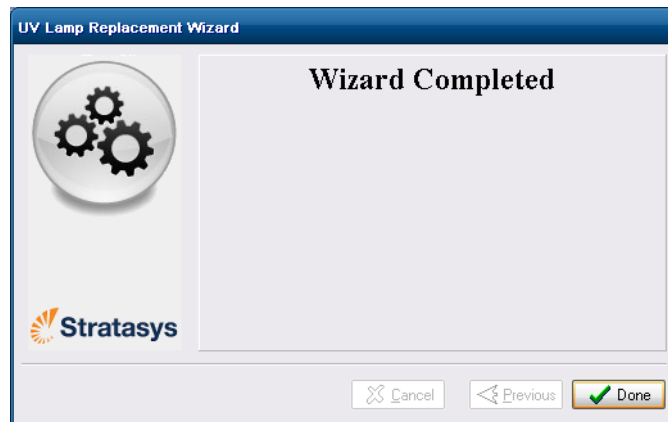 UV Lamp Replacement Wizard
Wizard Completed
Stratasys
Cancel
Previous
Done